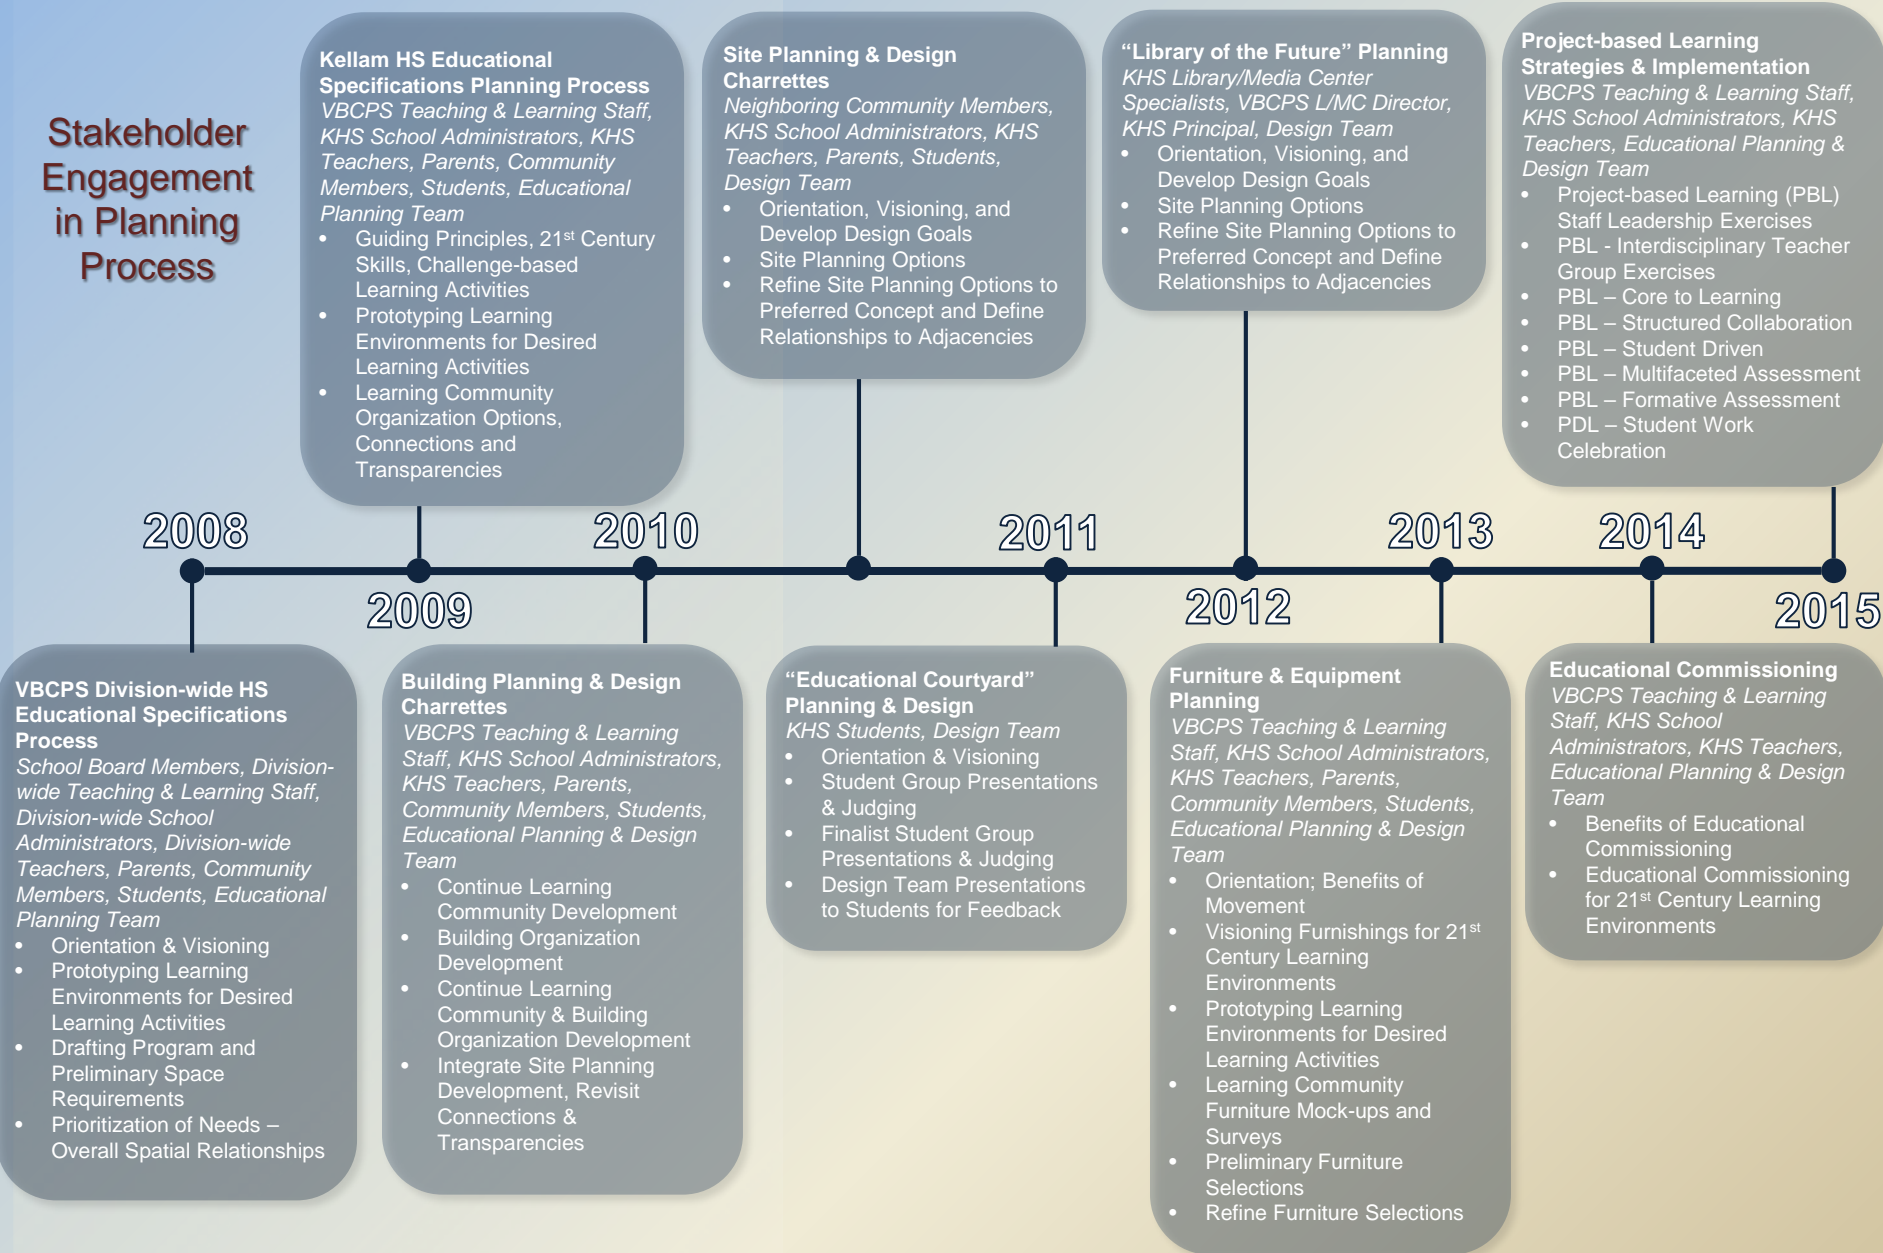 Stakeholder
Engagement
in Planning
Process
Kellam HS Educational
Specifications Planning Process
VBCPS Teaching & Learning Staff,
KHS School Administrators, KHS
Teachers, Parents, Community
Members, Students, Educational
Planning Team
• Guiding Principles, 21st Century
Skills, Challenge-based
Learning Activities
• Prototyping Learning
Environments for Desired
Learning Activities
• Learning Community
Organization Options,
Connections and
Transparencies
Site Planning & Design
Charrettes
Neighboring Community Members,
KHS School Administrators, KHS
Teachers, Parents, Students,
Design Team
• Orientation, Visioning, and
Develop Design Goals
• Site Planning Options
• Refine Site Planning Options to
Preferred Concept and Define
Relationships to Adjacencies
“Library of the Future” Planning
KHS Library/Media Center
Specialists, VBCPS L/MC Director,
KHS Principal, Design Team
• Orientation, Visioning, and
Develop Design Goals
• Site Planning Options
• Refine Site Planning Options to
Preferred Concept and Define
Relationships to Adjacencies
Project-based Learning
Strategies & Implementation
VBCPS Teaching & Learning Staff,
KHS School Administrators, KHS
Teachers, Educational Planning &
Design Team
• Project-based Learning (PBL)
Staff Leadership Exercises
• PBL - Interdisciplinary Teacher
Group Exercises
• PBL – Core to Learning
• PBL – Structured Collaboration
• PBL – Student Driven
• PBL – Multifaceted Assessment
• PBL – Formative Assessment
• PDL – Student Work
Celebration
2008
2009
2010
2011
2012
2013
2014
2015
VBCPS Division-wide HS
Educational Specifications
Process
School Board Members, Division-
wide Teaching & Learning Staff,
Division-wide School
Administrators, Division-wide
Teachers, Parents, Community
Members, Students, Educational
Planning Team
• Orientation & Visioning
• Prototyping Learning
Environments for Desired
Learning Activities
• Drafting Program and
Preliminary Space
Requirements
• Prioritization of Needs –
Overall Spatial Relationships
Building Planning & Design
Charrettes
VBCPS Teaching & Learning
Staff, KHS School Administrators,
KHS Teachers, Parents,
Community Members, Students,
Educational Planning & Design
Team
• Continue Learning
Community Development
• Building Organization
Development
• Continue Learning
Community & Building
Organization Development
• Integrate Site Planning
Development, Revisit
Connections &
Transparencies
“Educational Courtyard”
Planning & Design
KHS Students, Design Team
• Orientation & Visioning
• Student Group Presentations
& Judging
• Finalist Student Group
Presentations & Judging
• Design Team Presentations
to Students for Feedback
Furniture & Equipment
Planning
VBCPS Teaching & Learning
Staff, KHS School Administrators,
KHS Teachers, Parents,
Community Members, Students,
Educational Planning & Design
Team
• Orientation; Benefits of
Movement
• Visioning Furnishings for 21st
Century Learning
Environments
• Prototyping Learning
Environments for Desired
Learning Activities
• Learning Community
Furniture Mock-ups and
Surveys
• Preliminary Furniture
Selections
• Refine Furniture Selections
Educational Commissioning
VBCPS Teaching & Learning
Staff, KHS School
Administrators, KHS Teachers,
Educational Planning & Design
Team
• Benefits of Educational
Commissioning
• Educational Commissioning
for 21st Century Learning
Environments